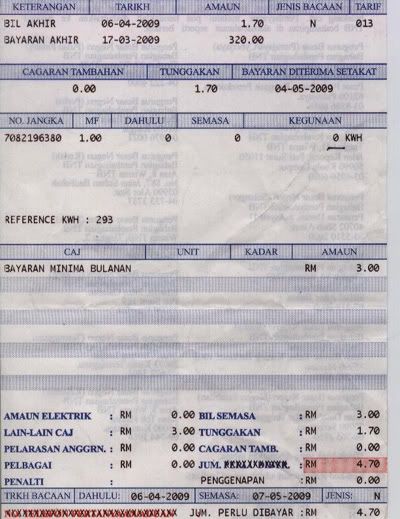 KETERANGAN TARIKH AMAUN JENIS BACAAN TARIF
BIL AKHIR 06-04-2009 1.70 N 013
BAYARAN AKHIR 17-03-2009 320.00
CAGARAN TAMBAHAN TUNGGAKAN BAYARAN DITERIMA SETAKAT
0.00 1.70 04-05-2009
NO. JANGKA MF DAHULU SEMASA KEGUNAAN
7082196380 1.00 0 0 0 KWH
REFERENCE KWH : 293
CAJ UNIT KADAR AMAUN
BAYARAN MINIMA BULANAN RM 3.00
AMAUN ELEKTRIK : RM 0.00 BIL SEMASA : RM 3.00
LAIN-LAIN CAJ : RM 3.00 TUNGGAKAN : RM 1.70
PELARASAN ANGGRN. : RM 0.00 CAGARAN TAMB. : RM 0.00
PELBAGAI : RM 0.00 JUM. : RM 4.70
PENALTI : PENGGENAPAN : RM 0.00
TRKH BACAAN DAHULU: 06-04-2009 SEMASA: 07-05-2009 JENIS: N
JUM. PERLU DIBAYAR :RM 4.70